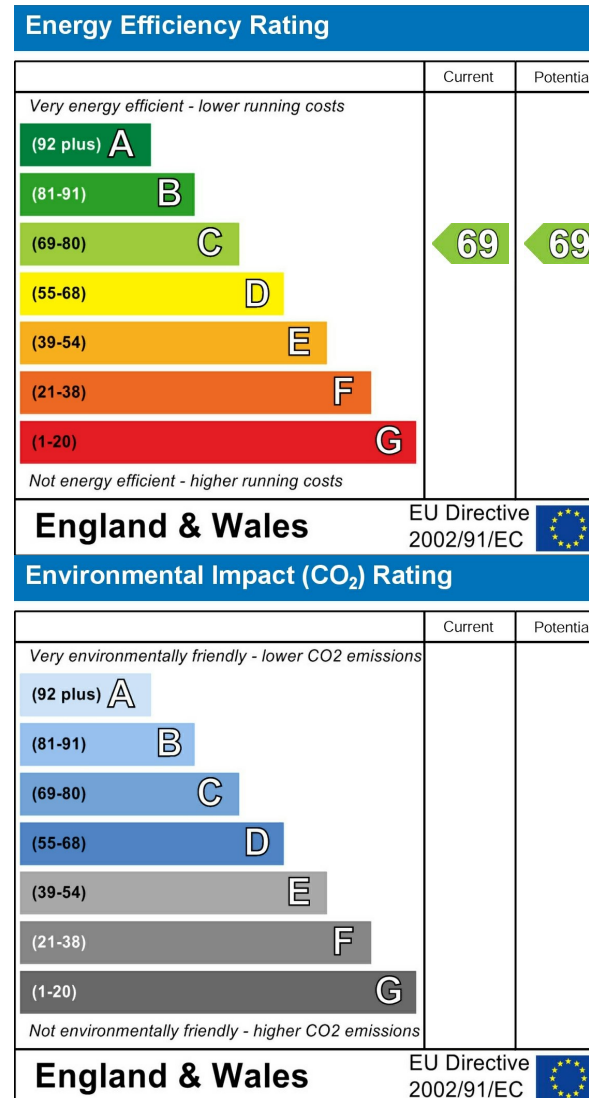 Energy Efficiency Rating
Current Potentia
Very energy efficient - lower running costs
(92 plus) A
(81-91) B
(69-80) C 69 69
(55-68) D
(39-54) E
(21-38) F
(1-20) G
Not energy efficient - higher running costs
England & Wales
EU Directive
2002/91/EC
Environmental Impact (CO₂) Rating
Current Potentia
Very environmentally friendly - lower CO2 emissions
(92 plus) A
(81-91) B
(69-80) C
(55-68) D
(39-54) E
(21-38) F
(1-20) G
Not environmentally friendly - higher CO2 emissions
England & Wales
EU Directive
2002/91/EC